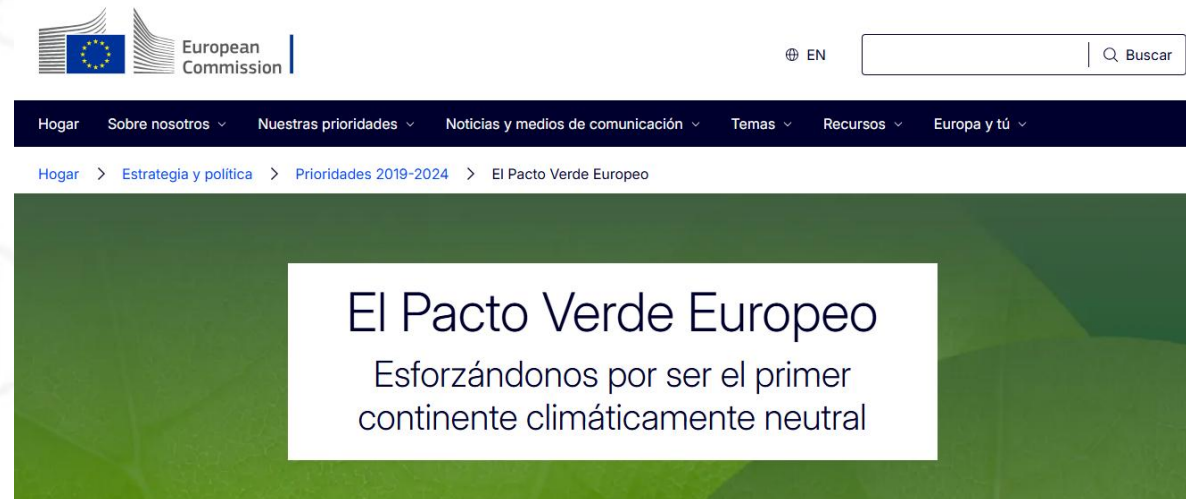 European
Commission
EN
Buscar
Hogar Sobre nosotros Nuestras prioridades Noticias y medios de comunicación Temas Recursos Europa y tú
Hogar > Estrategia y política > Prioridades 2019-2024 > El Pacto Verde Europeo
El Pacto Verde Europeo
Esforzándonos por ser el primer
continente climáticamente neutral